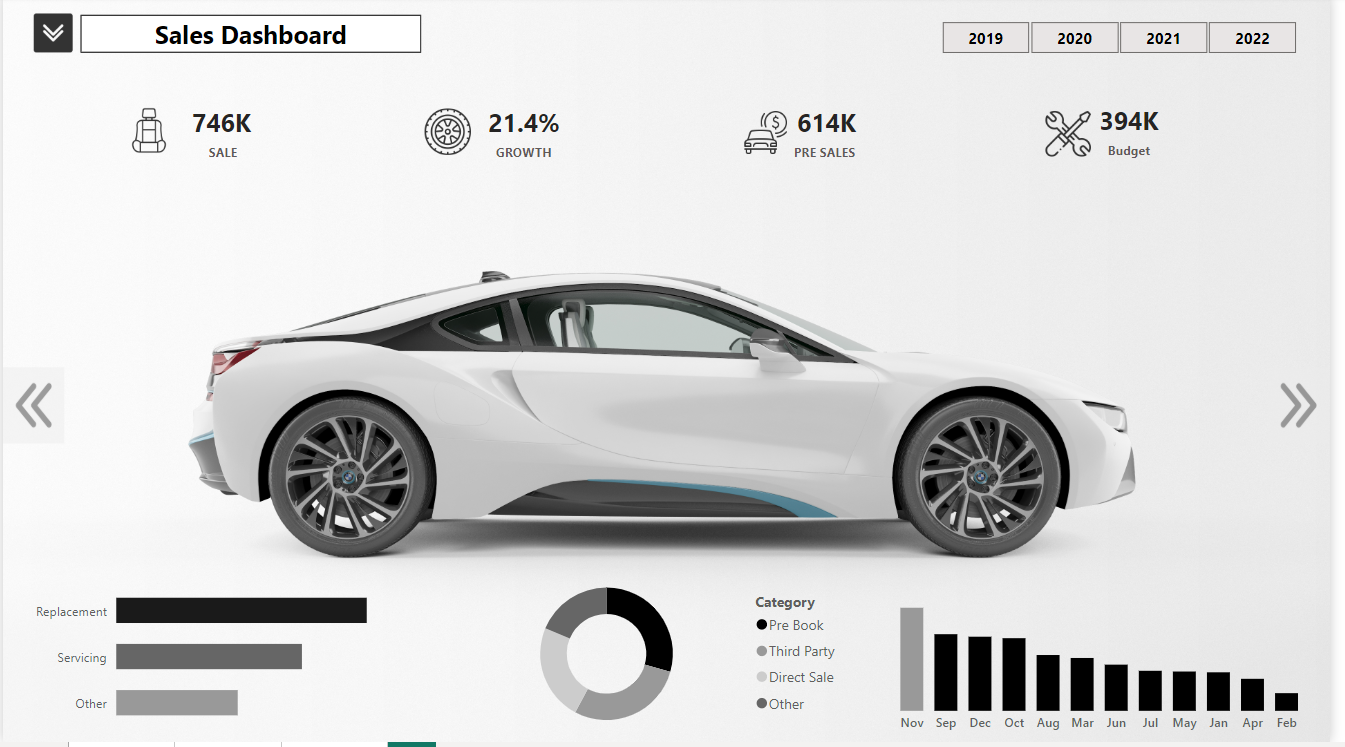 Sales Dashboard
2019 2020 2021 2022
746K
SALE
21.4%
GROWTH
614K
PRE SALES
394K
Budget
Replacement
Servicing
Other
Category
Pre Book
Third Party
Direct Sale
Other
Nov Sep Dec Oct Aug Mar Jun Jul May Jan Apr Feb